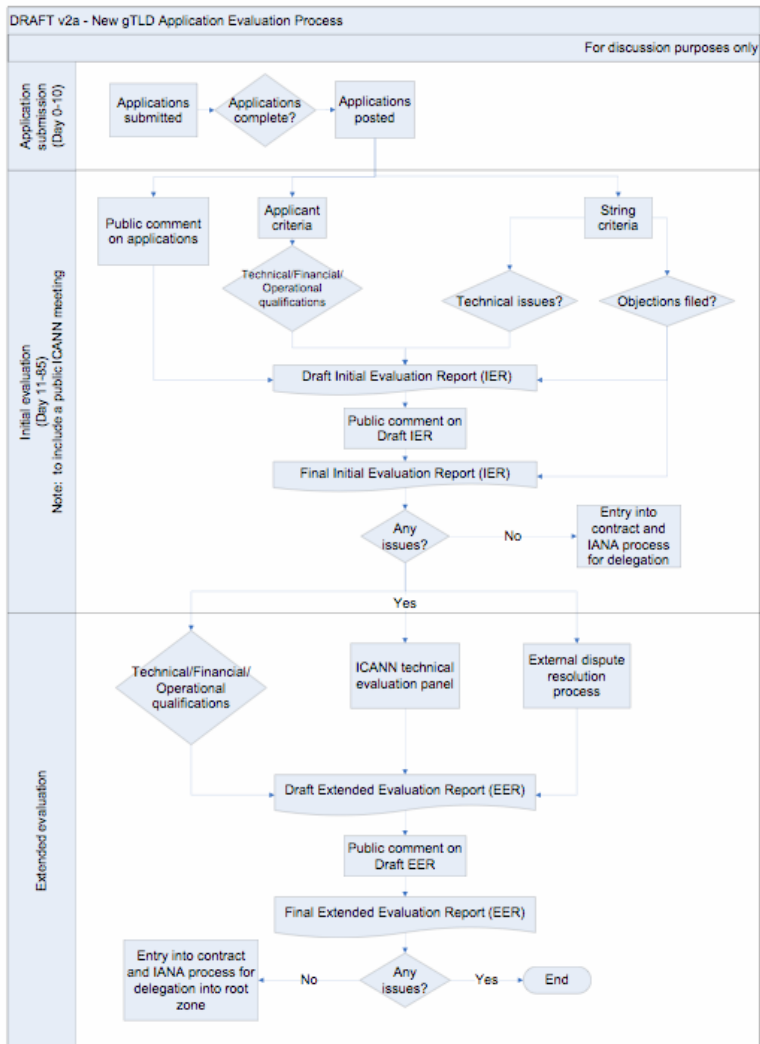 DRAFT v2a - New gTLD Application Evaluation Process
For discussion purposes only
Application
submission
(Day 0-10)
Applications
submitted
Applications
complete?
Applications
posted
Initial evaluation
(Day 11-85)
Note: to include a public ICANN meeting
Public comment
on applications
Applicant
criteria
String
criteria
Technical/Financial/
Operational
qualifications
Technical issues?
Objections filed?
Draft Initial Evaluation Report (IER)
Public comment on
Draft IER
Final Initial Evaluation Report (IER)
Any
issues?
No
Entry into
contract and
IANA process
for delegation
Yes
Extended evaluation
Technical/Financial/
Operational
qualifications
ICANN technical
evaluation panel
External dispute
resolution
process
Draft Extended Evaluation Report (EER)
Public comment on
Draft EER
Final Extended Evaluation Report (EER)
Entry into contract
and IANA process for
delegation into root
zone
No
Any
issues?
Yes
End